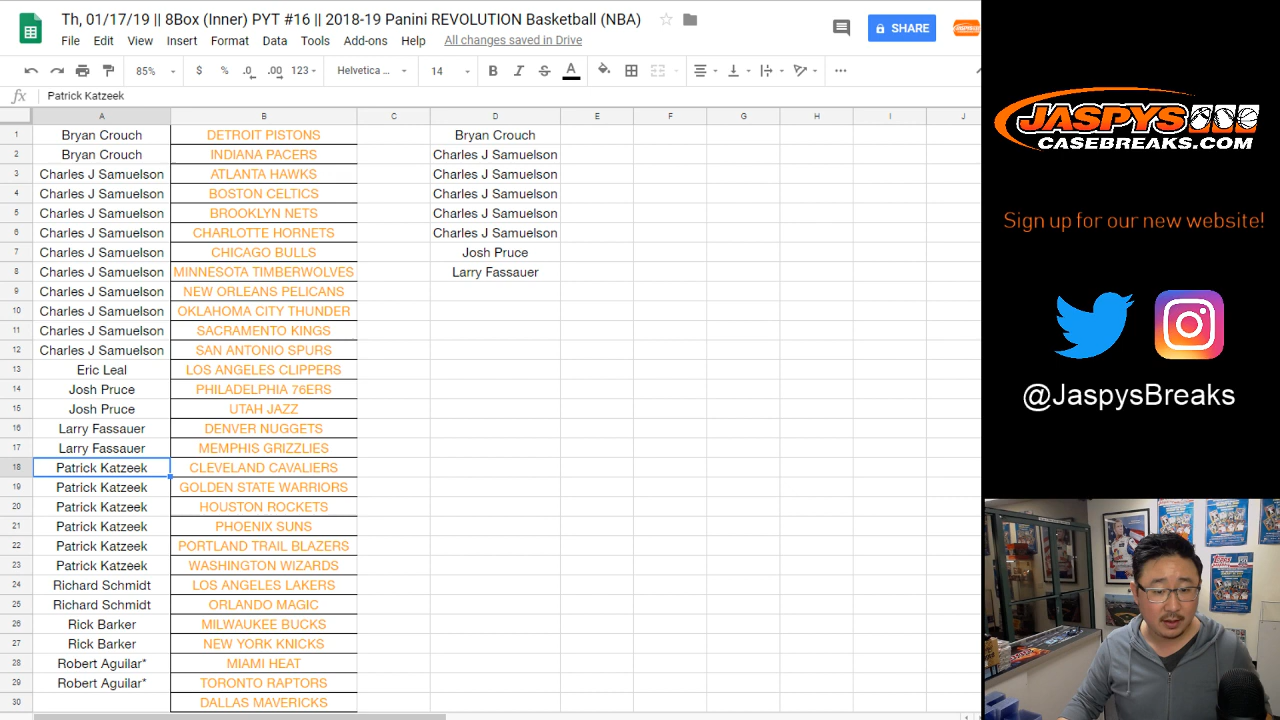 Th, 01/17/19 || 8Box (Inner) PYT #16 || 2018-19 Panini REVOLUTION Basketball (NBA)
File Edit View Insert Format Data Tools Add-ons Help All changes saved in Drive
SHARE
85% $ % .0 .00 123 Helvetica ... 14 B I S A
fx Patrick Katzeek
A B C D E F G H I J
1 Bryan Crouch DETROIT PISTONS Bryan Crouch
2 Bryan Crouch INDIANA PACERS Charles J Samuelson
3 Charles J Samuelson ATLANTA HAWKS Charles J Samuelson
4 Charles J Samuelson BOSTON CELTICS Charles J Samuelson
5 Charles J Samuelson BROOKLYN NETS Charles J Samuelson
6 Charles J Samuelson CHARLOTTE HORNETS Charles J Samuelson
7 Charles J Samuelson CHICAGO BULLS Josh Pruce
8 Charles J Samuelson MINNESOTA TIMBERWOLVES Larry Fassauer
9 Charles J Samuelson NEW ORLEANS PELICANS
10 Charles J Samuelson OKLAHOMA CITY THUNDER
11 Charles J Samuelson SACRAMENTO KINGS
12 Charles J Samuelson SAN ANTONIO SPURS
13 Eric Leal LOS ANGELES CLIPPERS
14 Josh Pruce PHILADELPHIA 76ERS
15 Josh Pruce UTAH JAZZ
16 Larry Fassauer DENVER NUGGETS
17 Larry Fassauer MEMPHIS GRIZZLIES
18 Patrick Katzeek CLEVELAND CAVALIERS
19 Patrick Katzeek GOLDEN STATE WARRIORS
20 Patrick Katzeek HOUSTON ROCKETS
21 Patrick Katzeek PHOENIX SUNS
22 Patrick Katzeek PORTLAND TRAIL BLAZERS
23 Patrick Katzeek WASHINGTON WIZARDS
24 Richard Schmidt LOS ANGELES LAKERS
25 Richard Schmidt ORLANDO MAGIC
26 Rick Barker MILWAUKEE BUCKS
27 Rick Barker NEW YORK KNICKS
28 Robert Aguilar* MIAMI HEAT
29 Robert Aguilar* TORONTO RAPTORS
30 DALLAS MAVERICKS
JASPYS
CASEBREAKS.COM
Sign up for our new website!
@JaspysBreaks